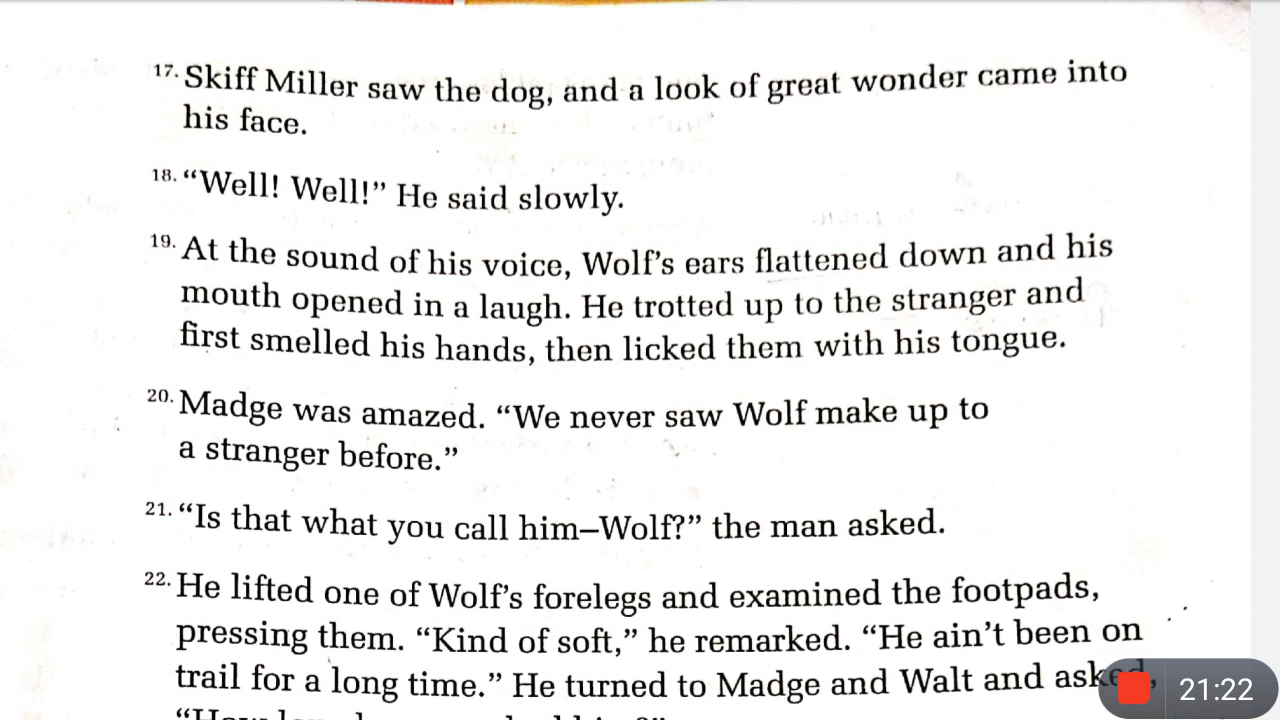 17. Skiff Miller saw the dog, and a look of great wonder came into
his face.
18. “Well! Well!” He said slowly.
19. At the sound of his voice, Wolf’s ears flattened down and his
mouth opened in a laugh. He trotted up to the stranger and
first smelled his hands, then licked them with his tongue.
20. Madge was amazed. “We never saw Wolf make up to
a stranger before.”
21. “Is that what you call him–Wolf?” the man asked.
22. He lifted one of Wolf’s forelegs and examined the footpads,
pressing them. “Kind of soft,” he remarked. “He ain’t been on
trail for a long time.” He turned to Madge and Walt and asked,
21:22